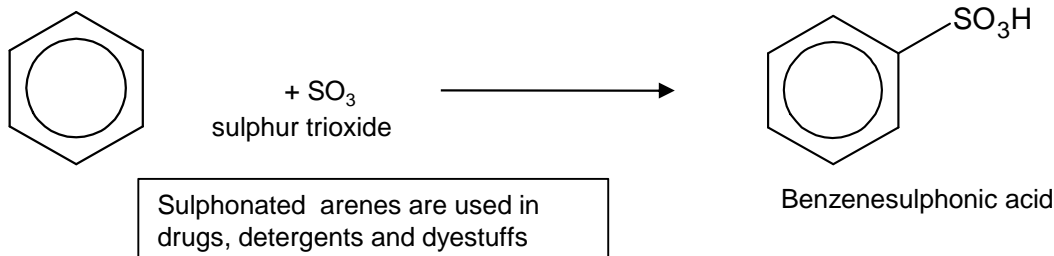 SO₃H
+ SO₃
sulphur trioxide
Benzenesulphonic acid
Sulphonated  arenes are used in
drugs, detergents and dyestuffs